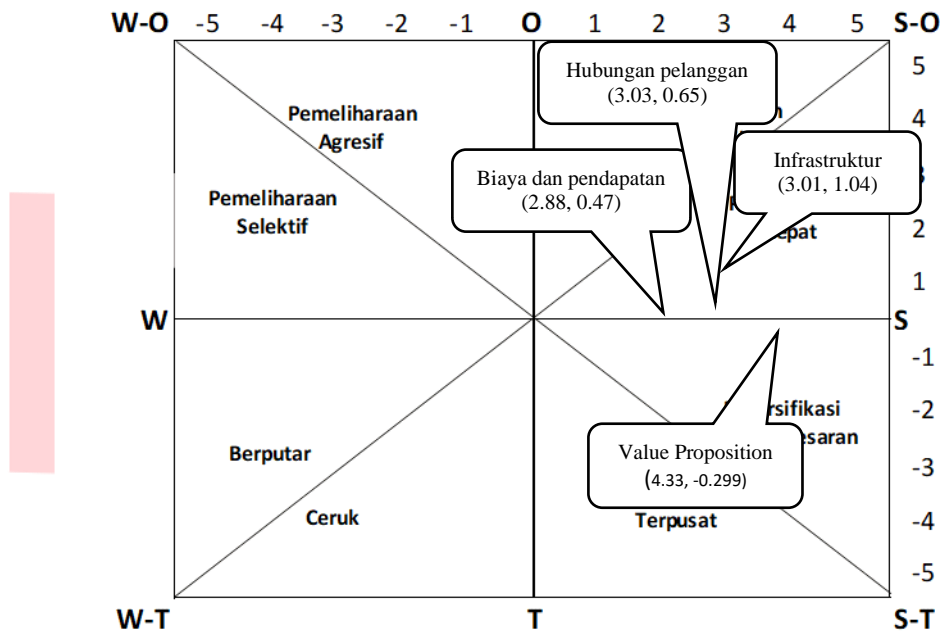 W-O -5 -4 -3 -2 -1 O 1 2 3 4 5 S-O
5
Hubungan pelanggan
(3.03, 0.65)
Pemeliharaan
Agresif
4
Infrastruktur
(3.01, 1.04)
Biaya dan pendapatan
(2.88, 0.47)
Pemeliharaan
Selektif
2
1
W
S
-1
-2
-3
-4
-5
Value Proposition
(4.33, -0.299)
Berputar
Ceruk
Terpusat
W-T T S-T